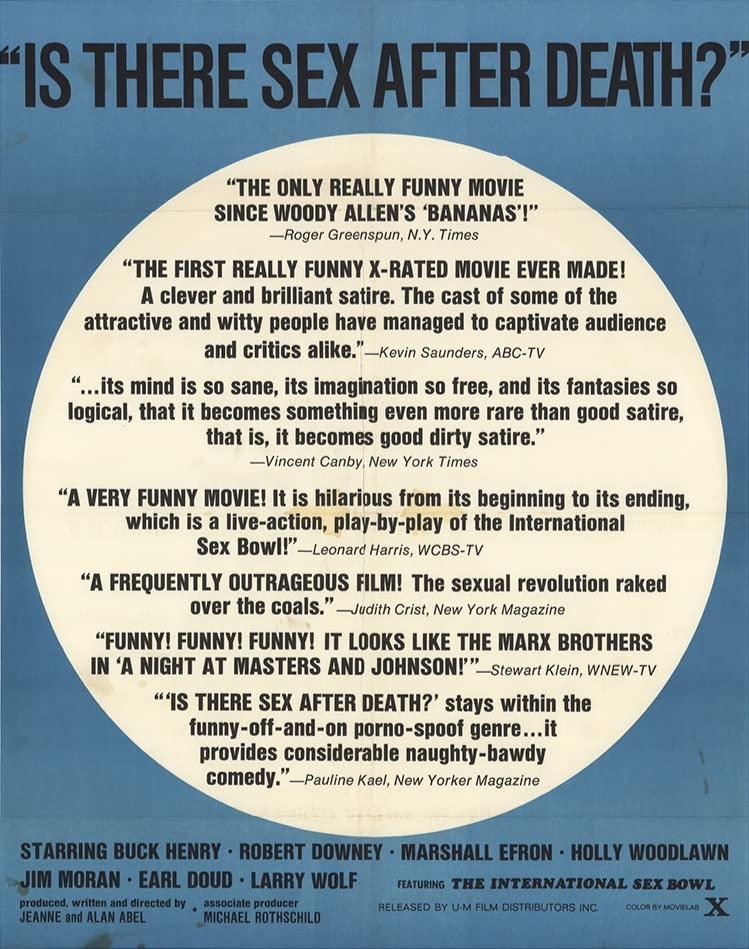 "IS THERE SEX AFTER DEATH?"
"THE ONLY REALLY FUNNY MOVIE
SINCE WOODY ALLEN'S 'BANANAS'!"
—Roger Greenspun, N.Y. Times
"THE FIRST REALLY FUNNY X-RATED MOVIE EVER MADE!
A clever and brilliant satire. The cast of some of the
attractive and witty people have managed to captivate audience
and critics alike."—Kevin Saunders, ABC-TV
"...its mind is so sane, its imagination so free, and its fantasies so
logical, that it becomes something even more rare than good satire,
that is, it becomes good dirty satire."
—Vincent Canby, New York Times
"A VERY FUNNY MOVIE! It is hilarious from its beginning to its ending,
which is a live-action, play-by-play of the International
Sex Bowl!"—Leonard Harris, WCBS-TV
"A FREQUENTLY OUTRAGEOUS FILM! The sexual revolution raked
over the coals."—Judith Crist, New York Magazine
"FUNNY! FUNNY! FUNNY! IT LOOKS LIKE THE MARX BROTHERS
IN 'A NIGHT AT MASTERS AND JOHNSON!'"—Stewart Klein, WNEW-TV
"'IS THERE SEX AFTER DEATH?' stays within the
funny-off-and-on porno-spoof genre...it
provides considerable naughty-bawdy
comedy."—Pauline Kael, New Yorker Magazine
STARRING BUCK HENRY · ROBERT DOWNEY · MARSHALL EFRON · HOLLY WOODLAWN
JIM MORAN · EARL DOUD · LARRY WOLF FEATURING THE INTERNATIONAL SEX BOWL
produced, written and directed by · associate producer
JEANNE and ALAN ABEL MICHAEL ROTHSCHILD
RELEASED BY U-M FILM DISTRIBUTORS INC. COLOR BY MOVIELAB X